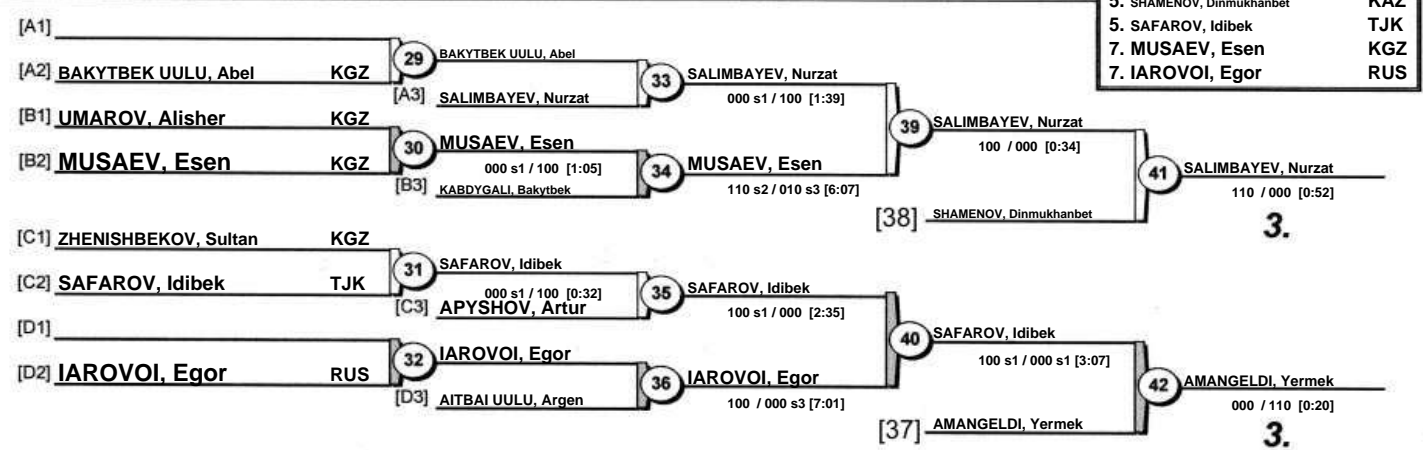 5. SHAMENOV, Dinmukhanbet KAZ
5. SAFAROV, Idibek TJK
7. MUSAEV, Esen KGZ
7. IAROVOI, Egor RUS
[A1]
29 BAKYTBEK UULU, Abel
[A2] BAKYTBEK UULU, Abel KGZ
33 SALIMBAYEV, Nurzat
[A3] SALIMBAYEV, Nurzat
000 s1 / 100 [1:39]
[B1] UMAROV, Alisher KGZ
39 SALIMBAYEV, Nurzat
30 MUSAEV, Esen
100 / 000 [0:34]
[B2] MUSAEV, Esen KGZ
000 s1 / 100 [1:05]
34 MUSAEV, Esen
41 SALIMBAYEV, Nurzat
[B3] KABDYGALI, Bakytbek
110 s2 / 010 s3 [6:07]
110 / 000 [0:52]
[38] SHAMENOV, Dinmukhanbet
3.
[C1] ZHENISHBEKOV, Sultan KGZ
31 SAFAROV, Idibek
[C2] SAFAROV, Idibek TJK
000 s1 / 100 [0:32]
35 SAFAROV, Idibek
[C3] APYSHOV, Artur
100 s1 / 000 [2:35]
[D1]
40 SAFAROV, Idibek
32 IAROVOI, Egor
100 s1 / 000 s1 [3:07]
[D2] IAROVOI, Egor RUS
36 IAROVOI, Egor
42 AMANGELDI, Yermek
[D3] AITBAI UULU, Argen
100 / 000 s3 [7:01]
000 / 110 [0:20]
[37] AMANGELDI, Yermek
3.